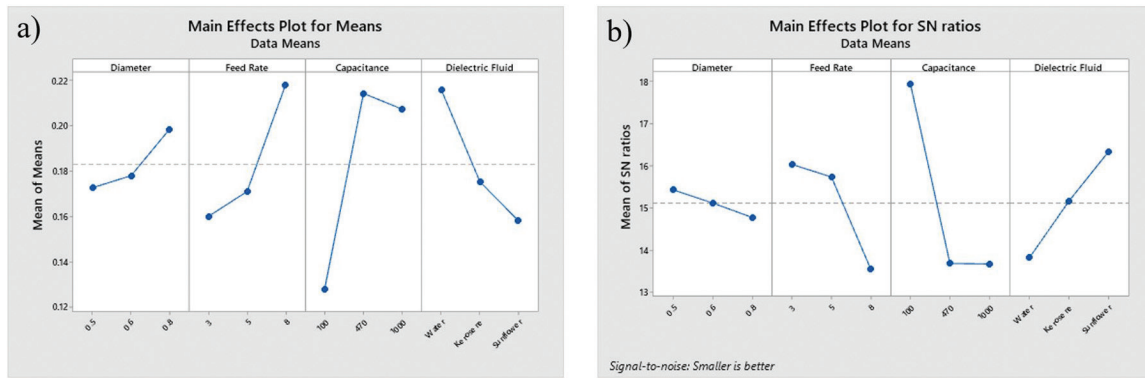 a)
Main Effects Plot for Means
Data Means
Diameter Feed Rate Capacitance Dielectric Fluid
Mean of Means
0.22
0.20
0.18
0.16
0.14
0.12
0.5 0.6 0.8 3 5 8 100 470 1000 Water Kerosene Sunflower
b)
Main Effects Plot for SN ratios
Data Means
Diameter Feed Rate Capacitance Dielectric Fluid
Mean of SN ratios
18
17
16
15
14
13
0.5 0.6 0.8 3 5 8 100 470 1000 Water Kerosene Sunflower
Signal-to-noise: Smaller is better